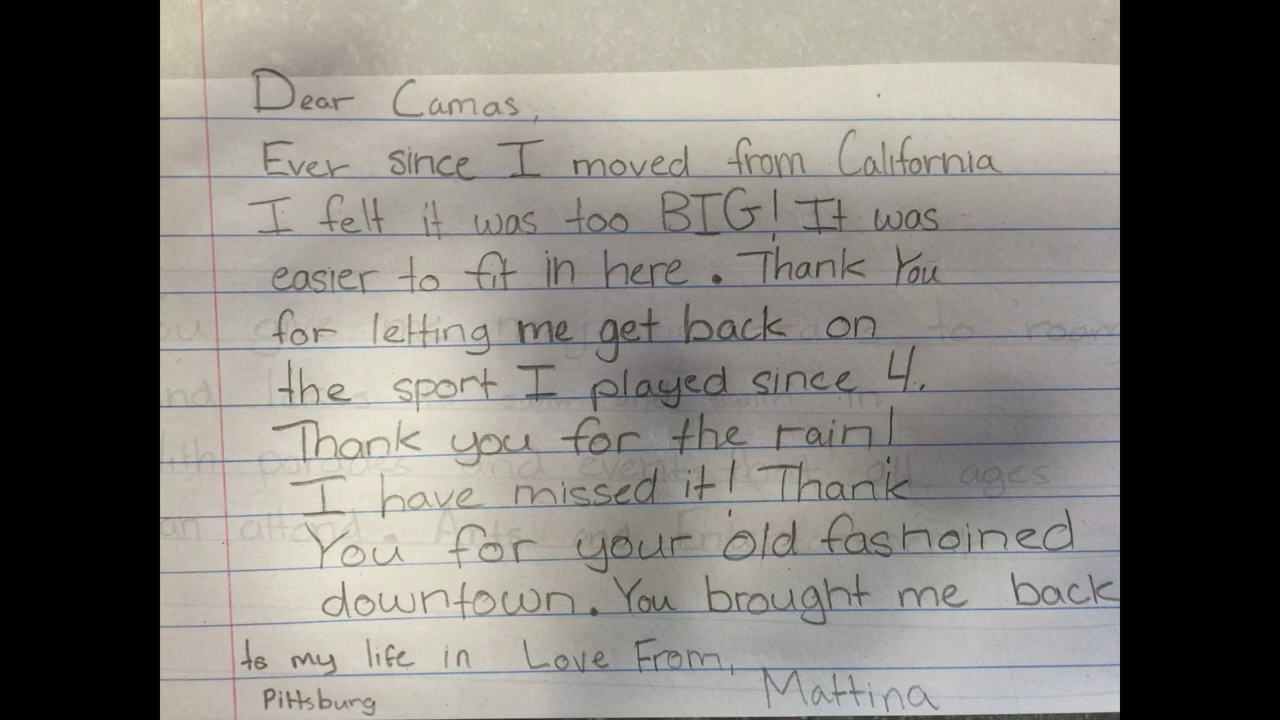 Dear Camas,
Ever since I moved from California
I felt it was too BIG! It was
easier to fit in here. Thank You
for letting me get back on
the sport I played since 4.
Thank you for the rain!
I have missed it! Thank
You for your old fashoined
downtown. You brought me back
to my life in Love From,
Pittsburg Mattina